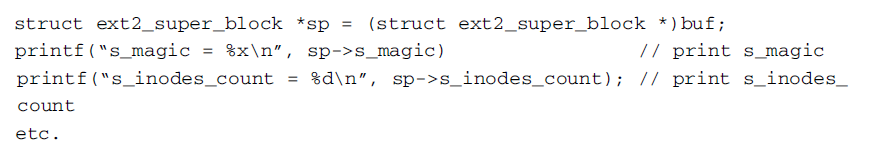 struct ext2_super_block *sp = (struct ext2_super_block *)buf;
printf(“s_magic = %x\n”, sp->s_magic) // print s_magic
printf(“s_inodes_count = %d\n”, sp->s_inodes_count); // print s_inodes_
count
etc.